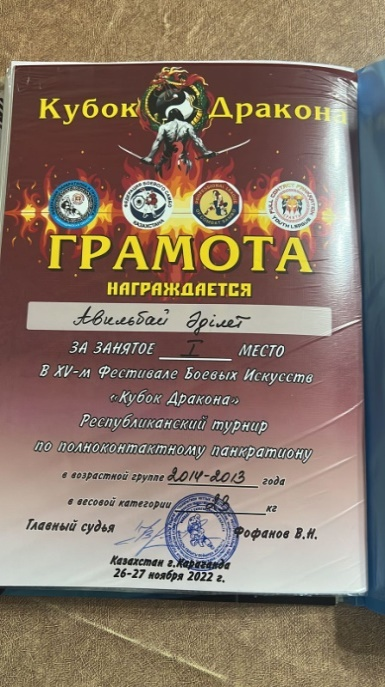 Кубок Дракона
ГРАМОТА
НАГРАЖДАЕТСЯ
Авильбай Әділет
ЗА ЗАНЯТОЕ I МЕСТО
В XV-м Фестивале Боевых Искусств
«Кубок Дракона»
Республиканский турнир
по полноконтактному панкратиону
в возрастной группе 2014-2013 года
в весовой категории 28 кг
Главный судья Фофанов В.Н.
Казахстан г.Караганда
26-27 ноября 2022 г.